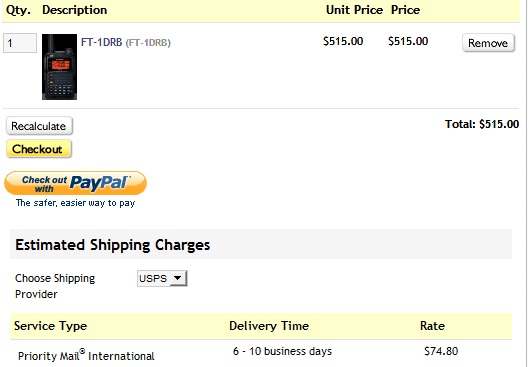 Qty. Description Unit Price Price
1 FT-1DRB (FT-1DRB) $515.00 $515.00 Remove
Recalculate Total: $515.00
Checkout
Check out with PayPal
The safer, easier way to pay
Estimated Shipping Charges
Choose Shipping Provider USPS
Service Type Delivery Time Rate
Priority Mail® International 6 - 10 business days $74.80